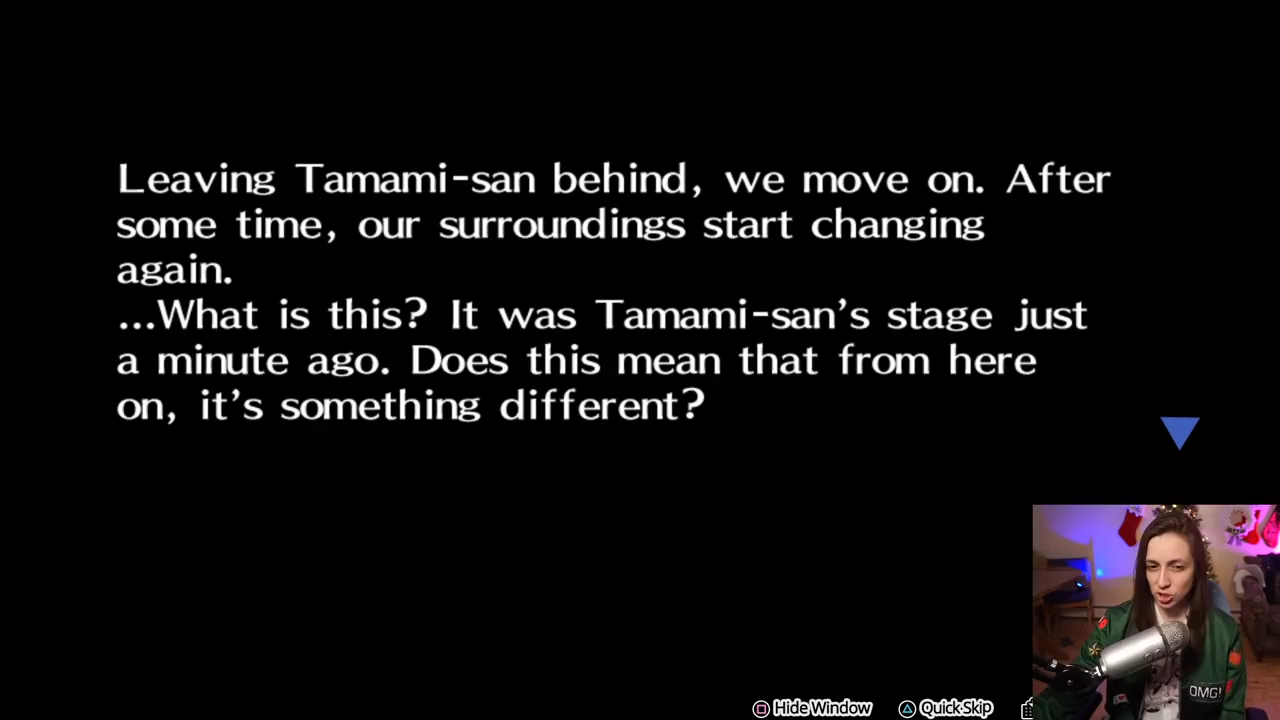 Leaving Tamami-san behind, we move on. After
some time, our surroundings start changing
again.
...What is this? It was Tamami-san's stage just
a minute ago. Does this mean that from here
on, it's something different?
OMG!
Hide Window Quick Skip